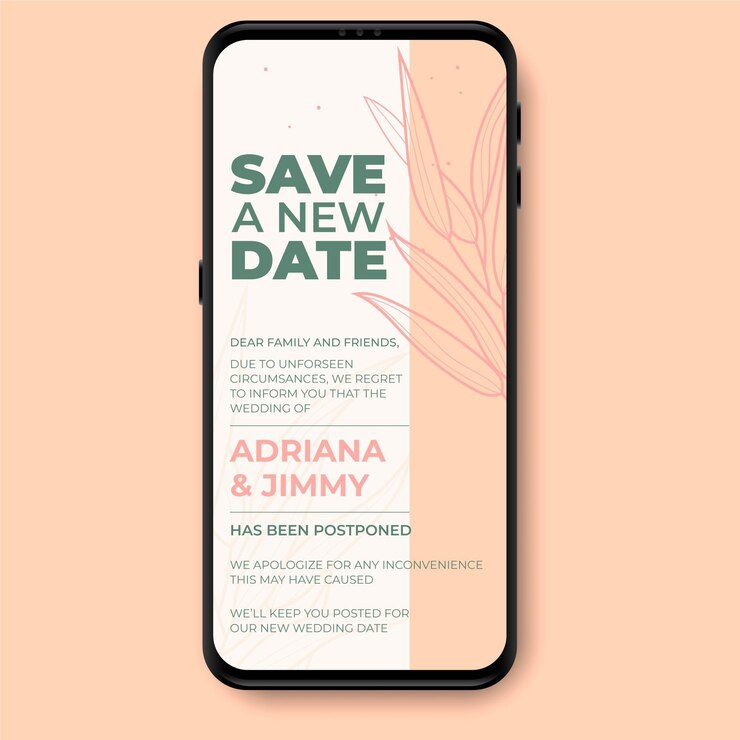 SAVE
A NEW
DATE
DEAR FAMILY AND FRIENDS,
DUE TO UNFORSEEN
CIRCUMSANCES, WE REGRET
TO INFORM YOU THAT THE
WEDDING OF
ADRIANA
& JIMMY
HAS BEEN POSTPONED
WE APOLOGIZE FOR ANY INCONVENIENCE
THIS MAY HAVE CAUSED
WE'LL KEEP YOU POSTED FOR
OUR NEW WEDDING DATE